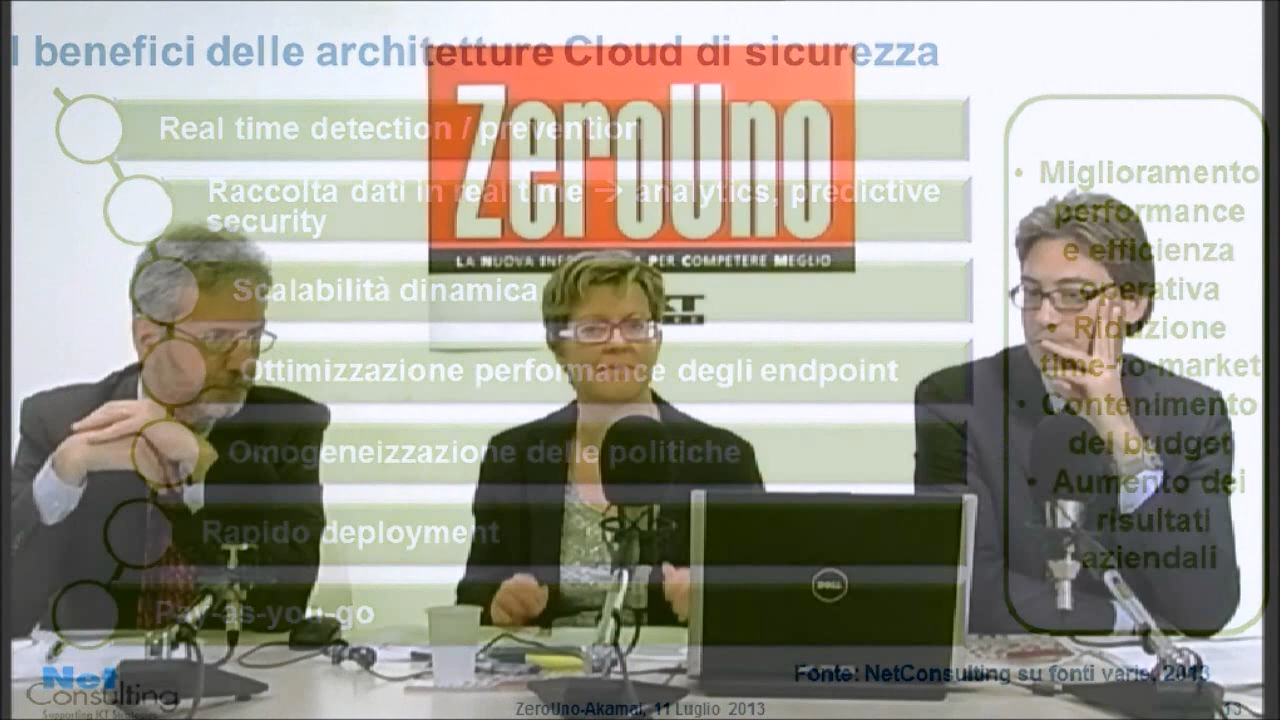 I benefici delle architetture Cloud di sicurezza
ZeroUno
LA NUOVA PER COMPETERE MEGLIO
Real time detection / prevention
Raccolta dati in real time → analytics, predictive
security
Scalabilità dinamica
Ottimizzazione performance degli endpoint
Omogeneizzazione delle politiche
Rapido deployment
Pay-as-you-go
• Miglioramento
performance
e efficienza
operativa
• Riduzione
time-to-market
• Contenimento
del budget
• Aumento dei
risultati
aziendali
DELL
Fonte: NetConsulting su fonti varie, 2013
Net
Consulting
Supporting ICT
ZeroUno-Akamai, 11 Luglio 2013
13